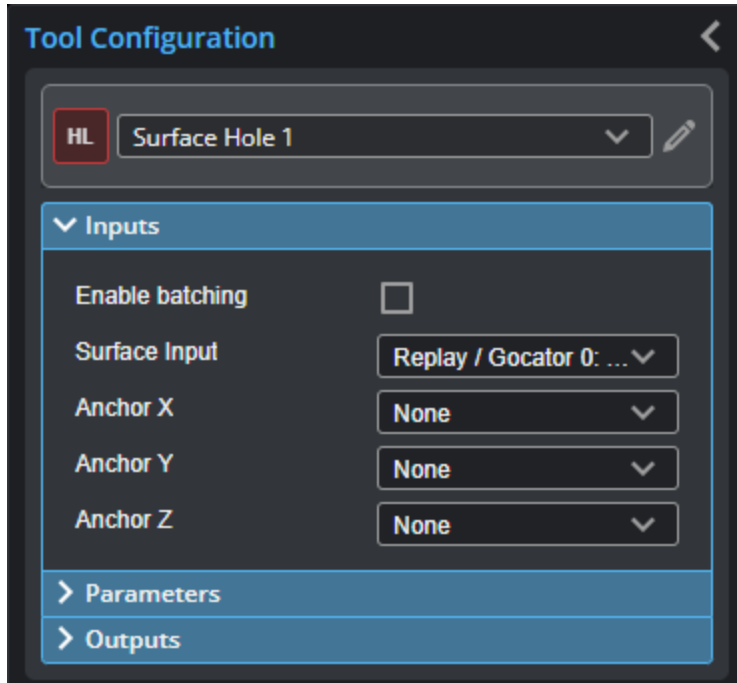 Tool Configuration
HL Surface Hole 1
Inputs
Enable batching
Surface Input Replay / Gocator 0: ...
Anchor X None
Anchor Y None
Anchor Z None
Parameters
Outputs